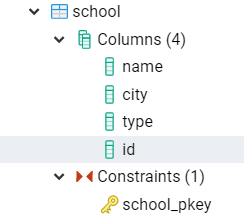 school
Columns (4)
name
city
type
id
Constraints (1)
school_pkey